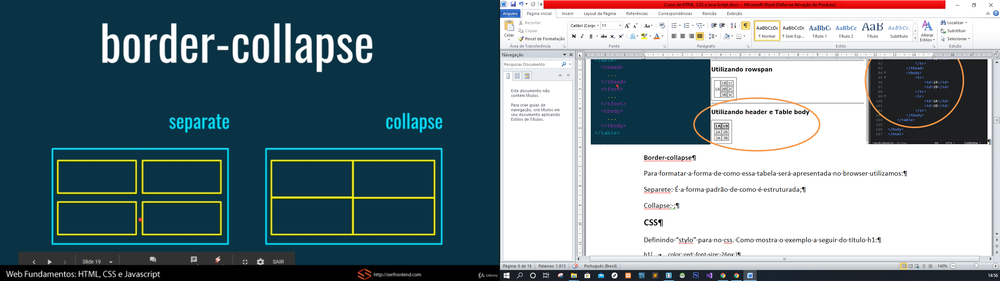 border-collapse
separate
collapse
Slide 19
SAIR
Web Fundamentos: HTML, CSS e Javascript
http://serfrontend.com
Udemy
Curso de HTML, CSS e Java Script.docx - Microsoft Word (Falha na Ativação do Produto)
Arquivo
Página Inicial
Inserir
Layout da Página
Referências
Correspondências
Revisão
Exibição
Colar
Recortar
Copiar
Pincel de Formatação
Área de Transferência
Calibri (Corpo
11
N I S abc x₂ x²
Fonte
Parágrafo
AaBbCcDc
¶ Normal
AaBbCcDc
¶ Sem Esp...
AaBbC
Título 1
AaBbCc
Título 2
AaB
Título
AaBbCc.
Subtítulo
Alterar
Estilos
Estilo
Localizar
Substituir
Selecionar
Edição
Navegação
Pesquisar Documento
Este documento não
contém títulos.
Para criar guias de
navegação, crie títulos em
seu documento aplicando
Estilos de Títulos.
<table>
<thead>
...
</thead>
<tfoot>
...
</tfoot>
<tbody>
...
</tbody>
</table>
Utilizando rowspan
1A 1B 1C
2B 2C
3B 3C
Utilizando header e Table body
1A 1B
2A 2B
3A 3B
92 </tr>
93 </thead>
94 <tbody>
95 <tr>
96 <td>2A</td>
97 <td>2B</td>
98 </tr>
99 <tr>
100 <td>3A</td>
101 <td>3B</td>
102 </tr>
103 </tbody>
104 </table>
105
106 </body>
107 </html>
Line 28, Column 22 — 107 Lines
INS
UTF-8
CodeView
¶
Border-collapse¶
Para·formatar·a·forma·de·como·essa·tabela·será·apresentada·no·browser·utilizamos:¶
Separete:·É·a·forma·padrão·de·como·é·estruturada;¶
Collapse:·;¶
CSS¶
Definindo·“stylo”·para·no·css.·Como·mostra·o·exemplo·a·seguir·do·título·h1:¶
h1{ → color:·red;·font-size:·26px;}¶
Página: 6 de 16
Palavras: 1.813
Português (Brasil)
140%
14:56